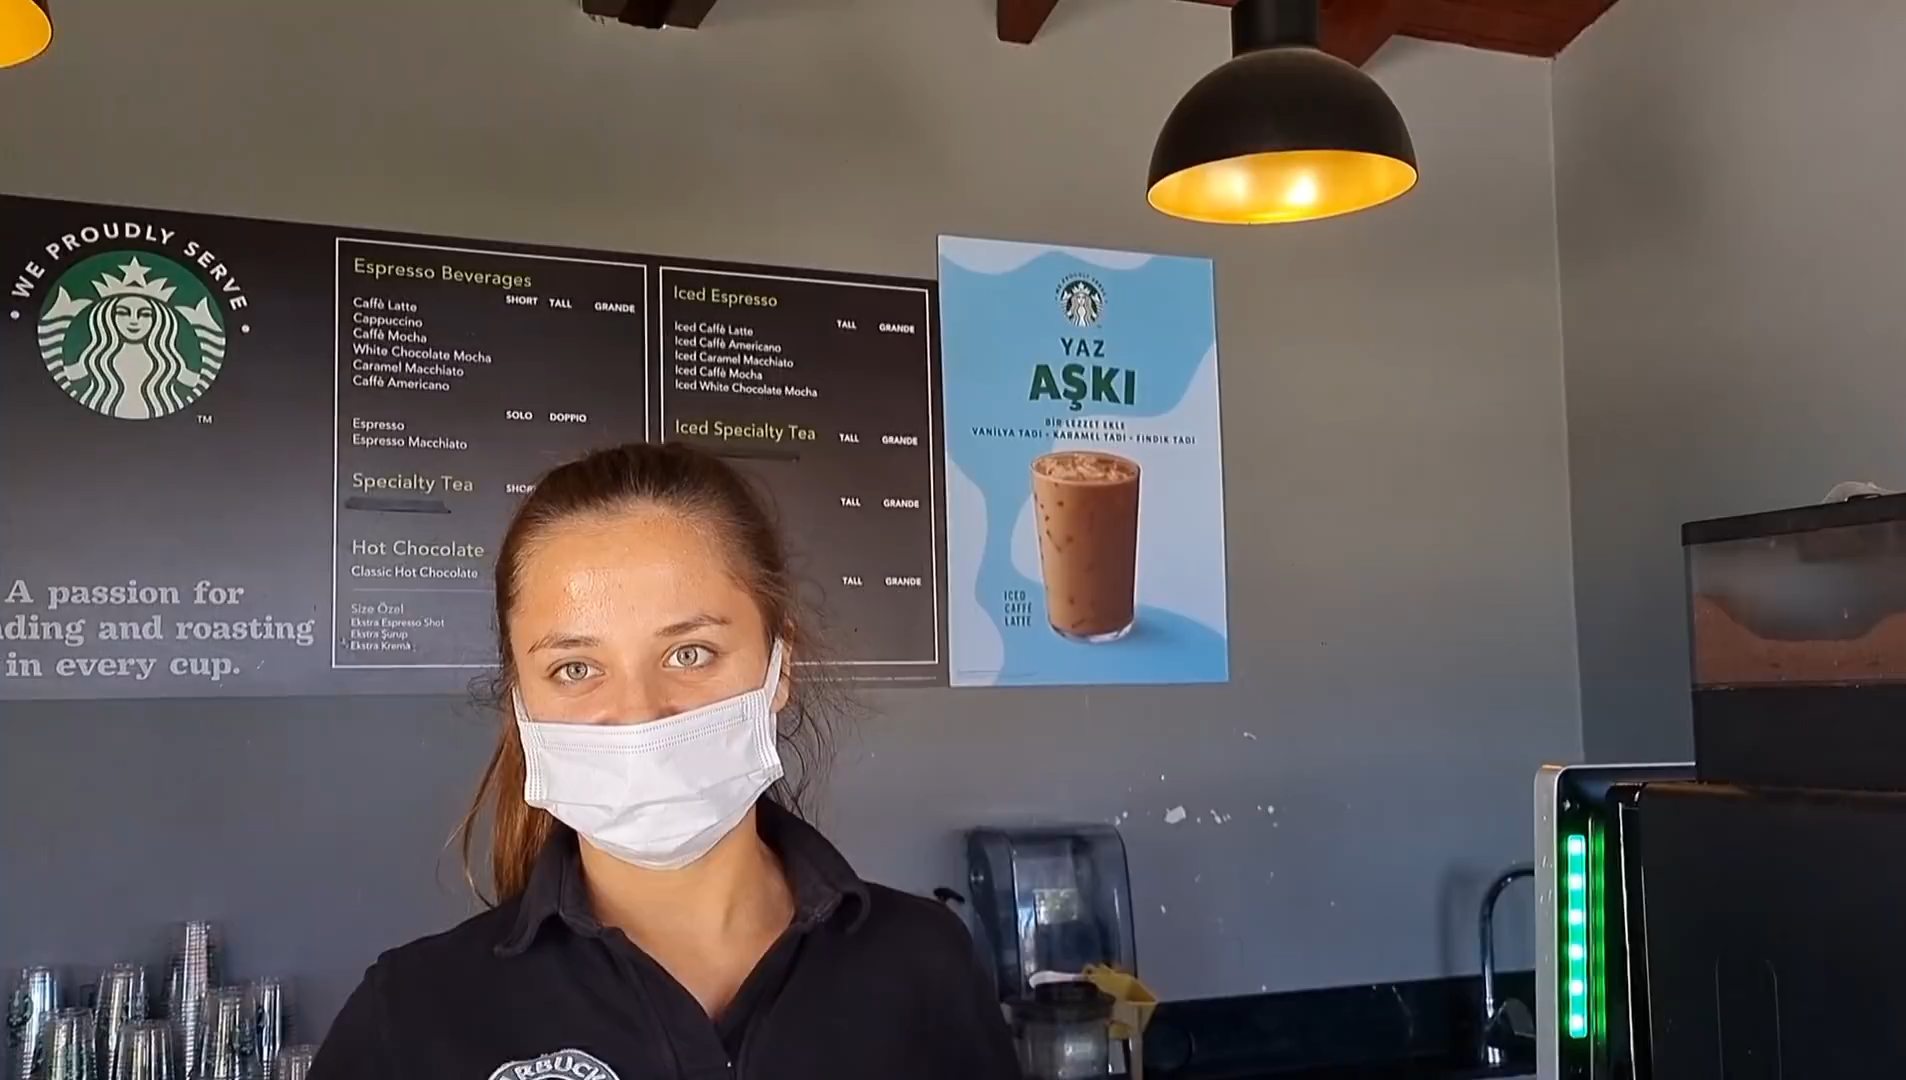 WE PROUDLY SERVE
TM
A passion for
ding and roasting
in every cup.
Espresso Beverages
SHORT TALL GRANDE
Caffè Latte
Cappuccino
Caffè Mocha
White Chocolate Mocha
Caramel Macchiato
Caffè Americano
SOLO DOPPIO
Espresso
Espresso Macchiato
Specialty Tea
Hot Chocolate
Classic Hot Chocolate
Size Özel
Ekstra Espresso Shot
Ekstra Şurup
Ekstra Krema
Iced Espresso
TALL GRANDE
Iced Caffè Latte
Iced Caffè Americano
Iced Caramel Macchiato
Iced Caffè Mocha
Iced White Chocolate Mocha
Iced Specialty Tea TALL GRANDE
TALL GRANDE
TALL GRANDE
YAZ
AŞKI
BİR LEZZET EKLE
VANİLYA TADI • KARAMEL TADI • FINDIK TADI
ICED
CAFFÈ
LATTE